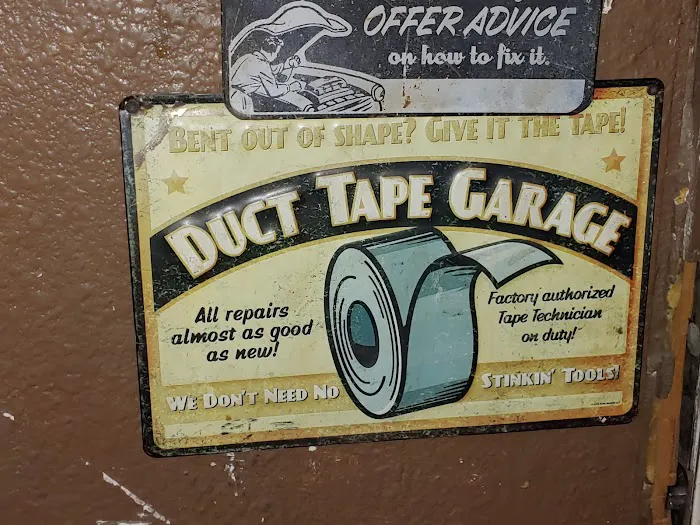 OFFER ADVICE
on how to fix it.
BENT OUT OF SHAPE? GIVE IT THE TAPE!
DUCT TAPE GARAGE
All repairs
almost as good
as new!
Factory authorized
Tape Technician
on duty!
WE DON'T NEED NO STINKIN' TOOLS!